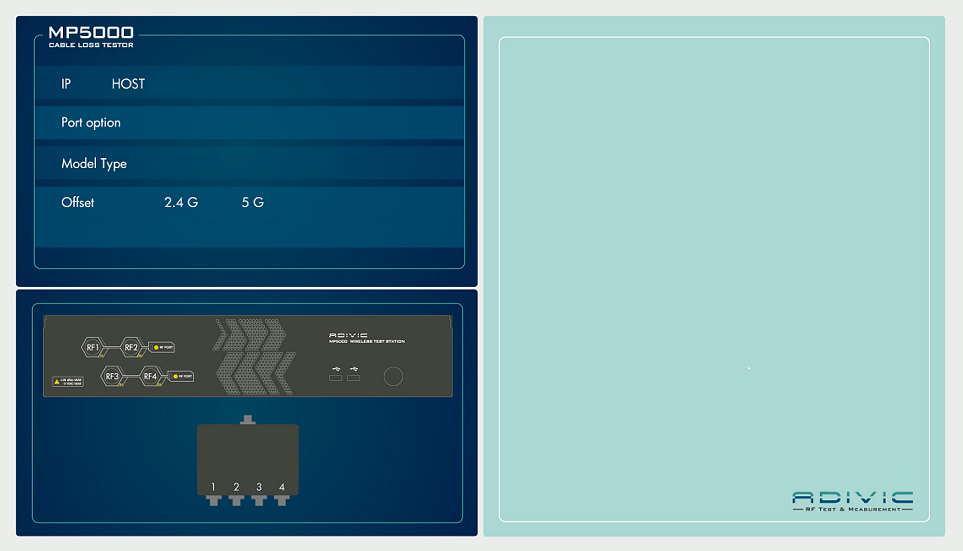 MP5000
CABLE LOSS TESTOR
IP HOST
Port option
Model Type
Offset 2.4 G 5 G
ADIVIC
MP5000 WIRELESS TEST STATION
RF1 RF2 RF PORT
RF3 RF4 RF PORT
1 2 3 4
ADIVIC
RF TEST & MEASUREMENT